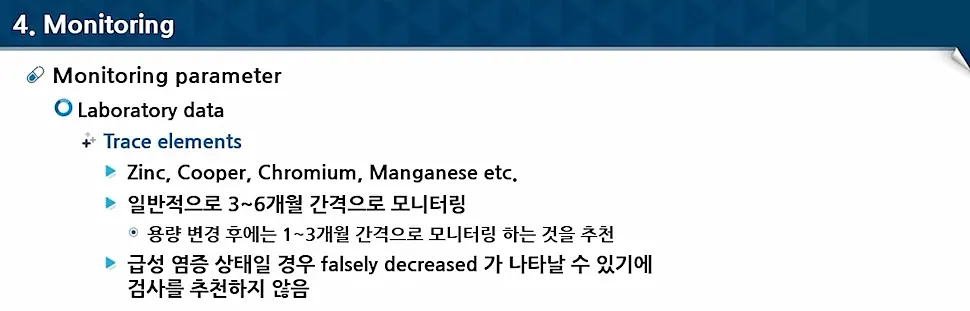 4. Monitoring
Monitoring parameter
Laboratory data
Trace elements
Zinc, Cooper, Chromium, Manganese etc.
일반적으로 3~6개월 간격으로 모니터링
용량 변경 후에는 1~3개월 간격으로 모니터링 하는 것을 추천
급성 염증 상태일 경우 falsely decreased 가 나타날 수 있기에
검사를 추천하지 않음